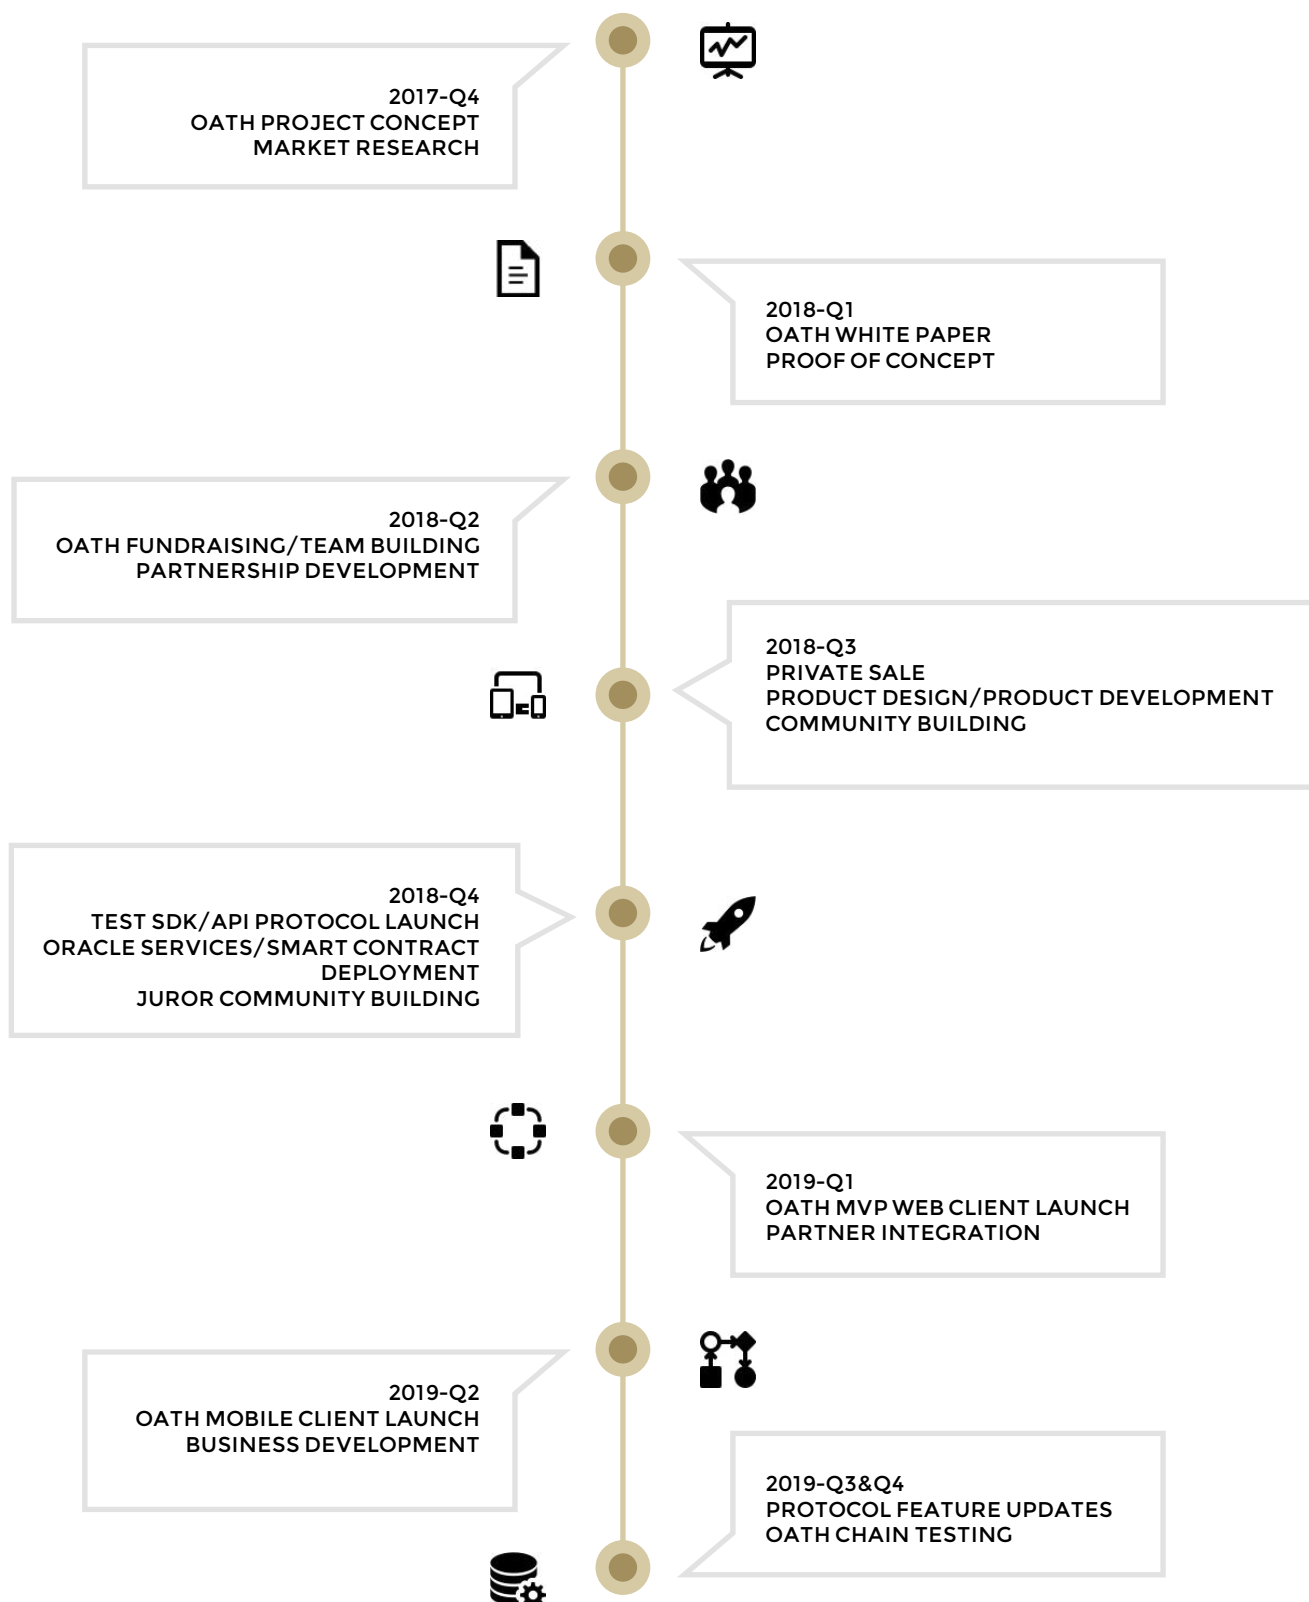 2017-Q4
OATH PROJECT CONCEPT
MARKET RESEARCH
2018-Q1
OATH WHITE PAPER
PROOF OF CONCEPT
2018-Q2
OATH FUNDRAISING/TEAM BUILDING
PARTNERSHIP DEVELOPMENT
2018-Q3
PRIVATE SALE
PRODUCT DESIGN/PRODUCT DEVELOPMENT
COMMUNITY BUILDING
2018-Q4
TEST SDK/API PROTOCOL LAUNCH
ORACLE SERVICES/SMART CONTRACT
DEPLOYMENT
JUROR COMMUNITY BUILDING
2019-Q1
OATH MVP WEB CLIENT LAUNCH
PARTNER INTEGRATION
2019-Q2
OATH MOBILE CLIENT LAUNCH
BUSINESS DEVELOPMENT
2019-Q3&Q4
PROTOCOL FEATURE UPDATES
OATH CHAIN TESTING